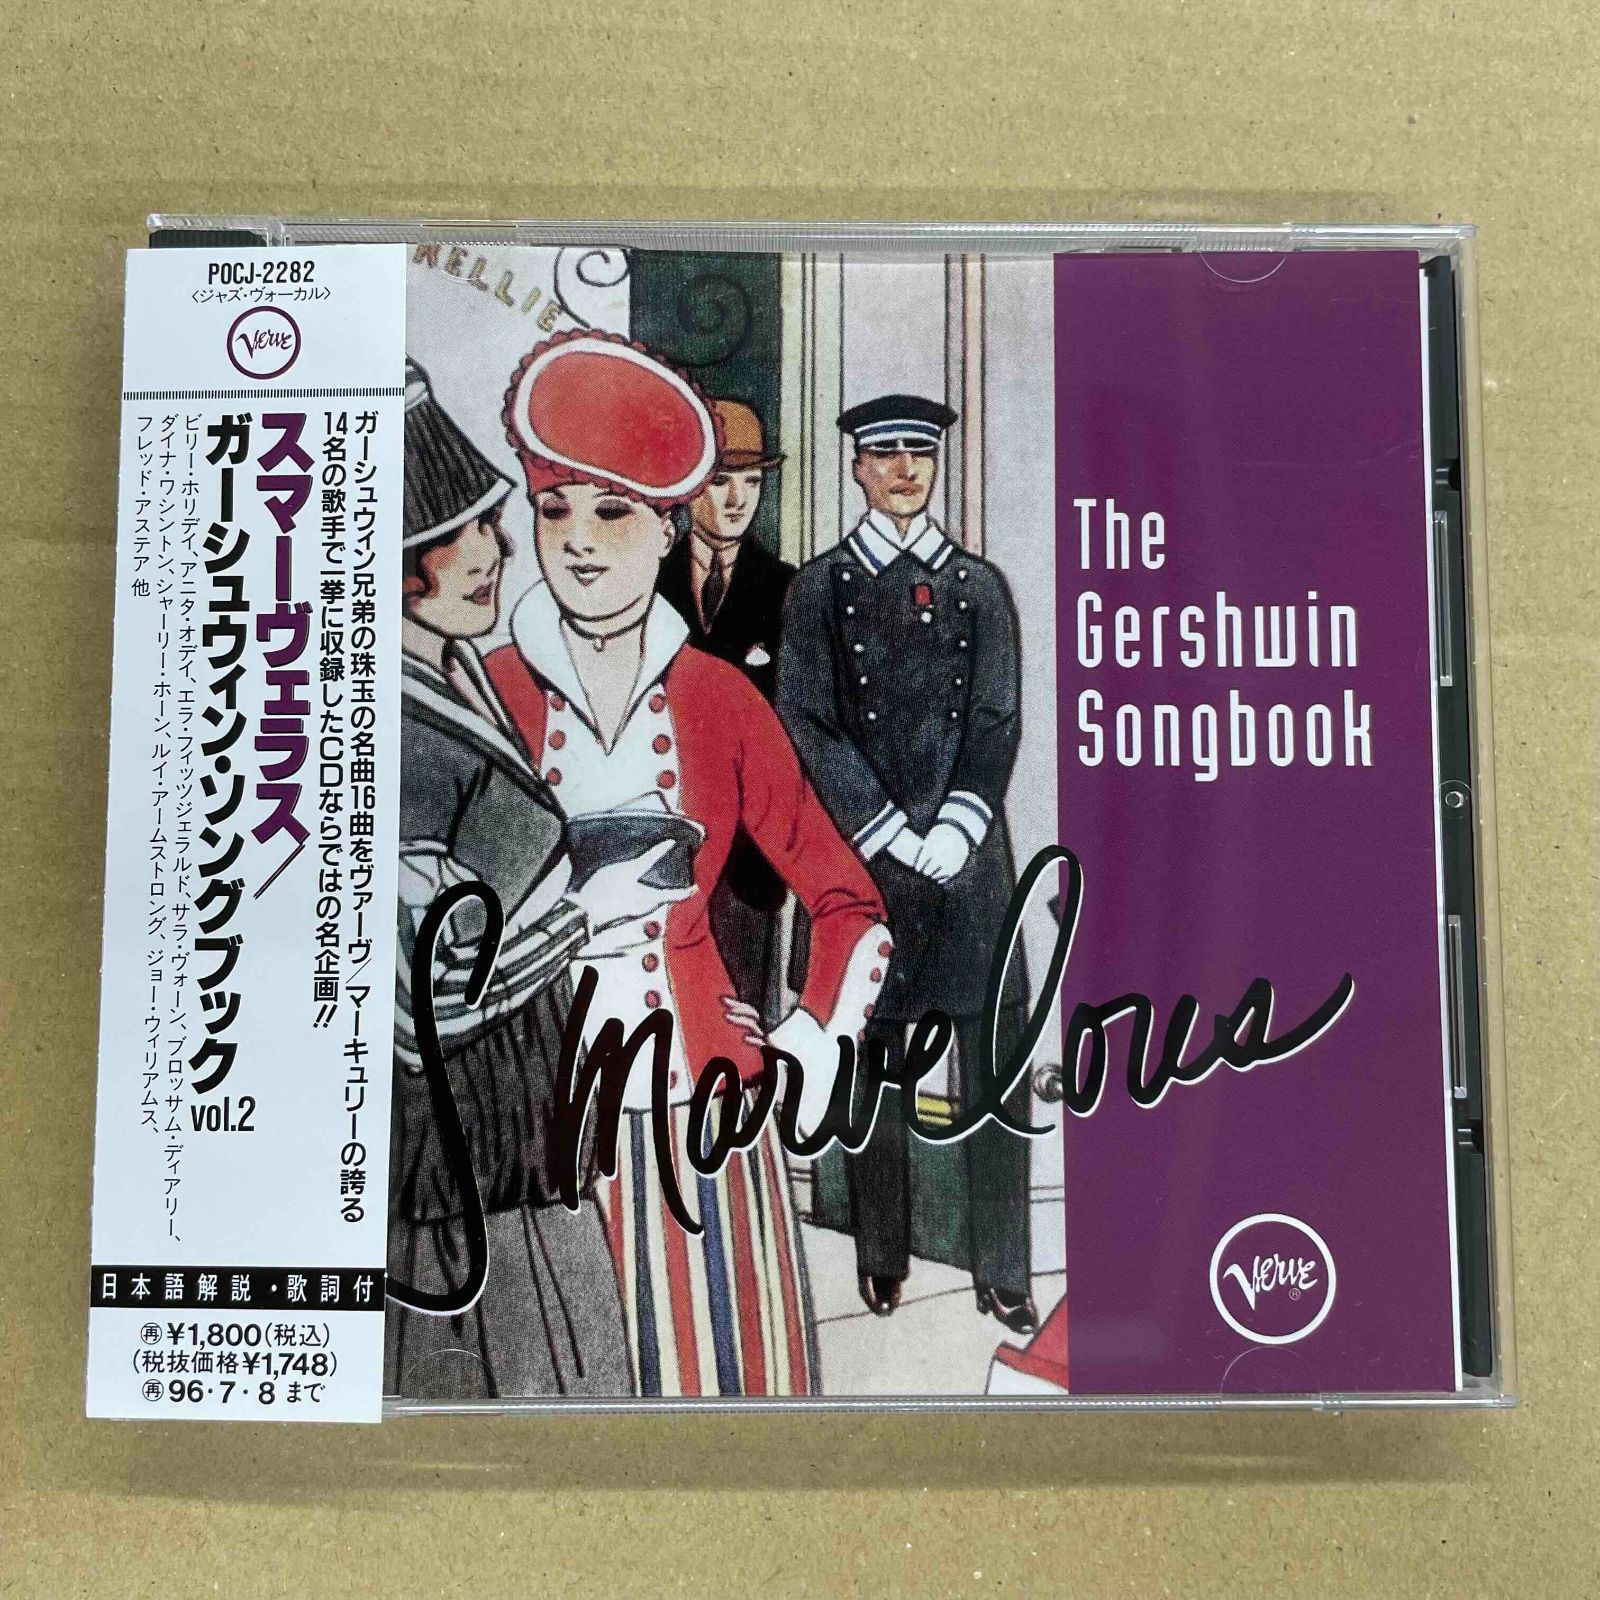 POCJ-2282
〈ジャズ・ヴォーカル〉
Verve
ガーシュウィン兄弟の珠玉の名曲16曲をヴァーヴ/マーキュリーの誇る
14名の歌手で一挙に収録したCDならではの名企画!!
スマーヴェラス/
ガーシュウィン・ソングブック vol.2
ビリー・ホリデイ、アニタ・オデイ、エラ・フィッツジェラルド、サラ・ヴォーン、ブロッサム・ディアリー、
ダイナ・ワシントン、シャーリー・ホーン、ルイ・アームストロング、ジョー・ウィリアムス、
フレッド・アステア 他
日本語解説・歌詞付
再¥1,800(税込)
(税抜価格¥1,748)
再96・7・8まで
WELLIE
The
Gershwin
Songbook
S'Marvelous
Verve®